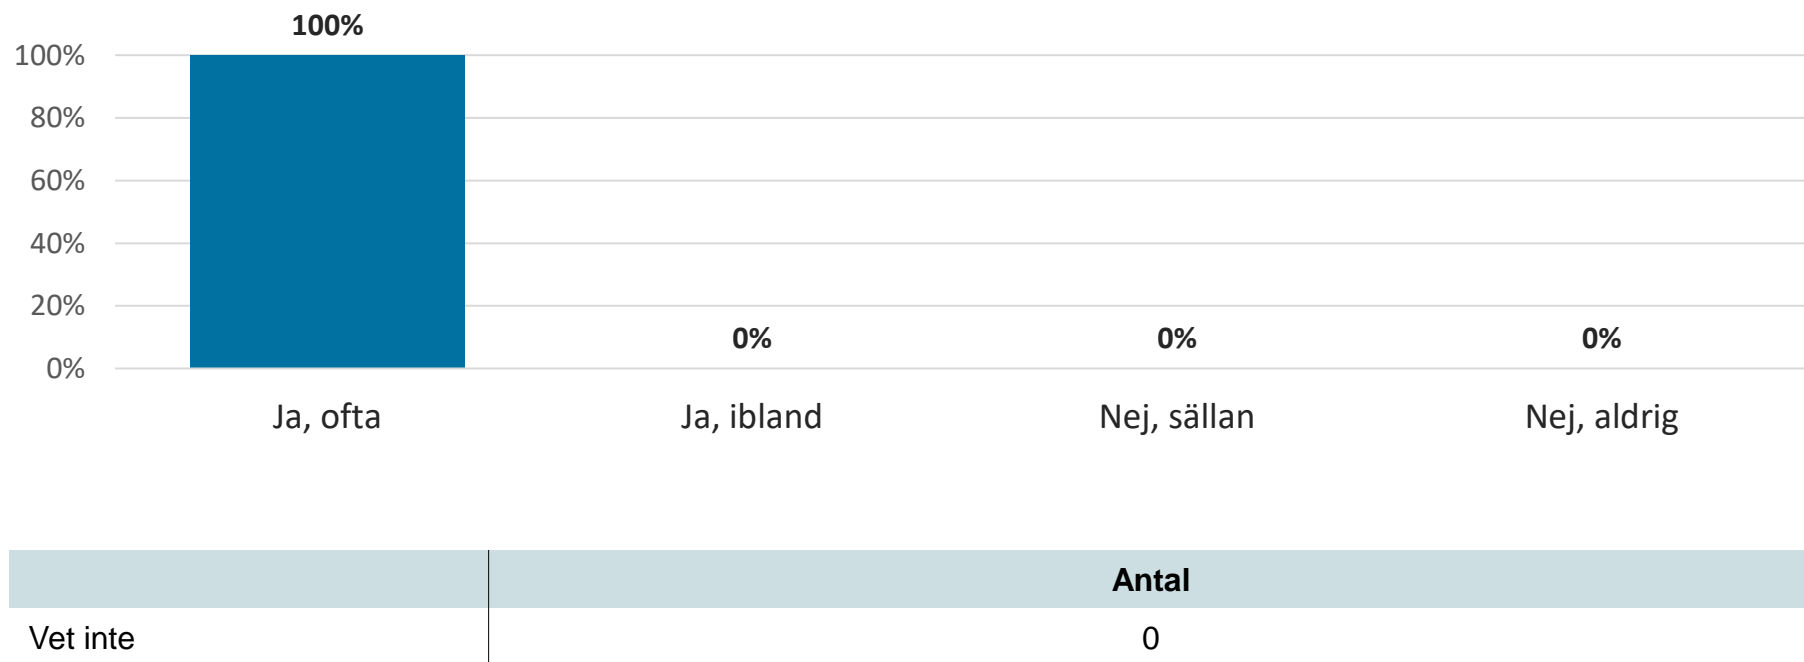 100%
100%
80%
60%
40%
20%
0% 0% 0%
0%
Ja, ofta Ja, ibland Nej, sällan Nej, aldrig
Antal
Vet inte 0